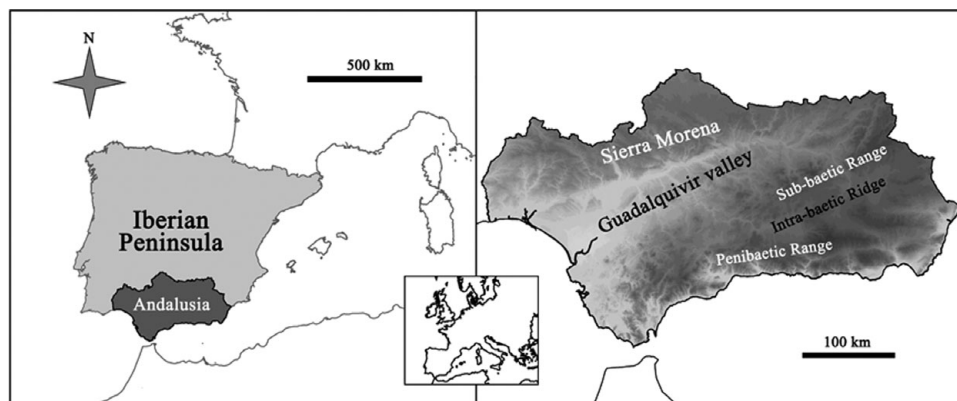 N
500 km
Iberian
Peninsula
Andalusia
Sierra Morena
Guadalquivir valley
Sub-baetic Range
Intra-baetic Ridge
Penibaetic Range
100 km